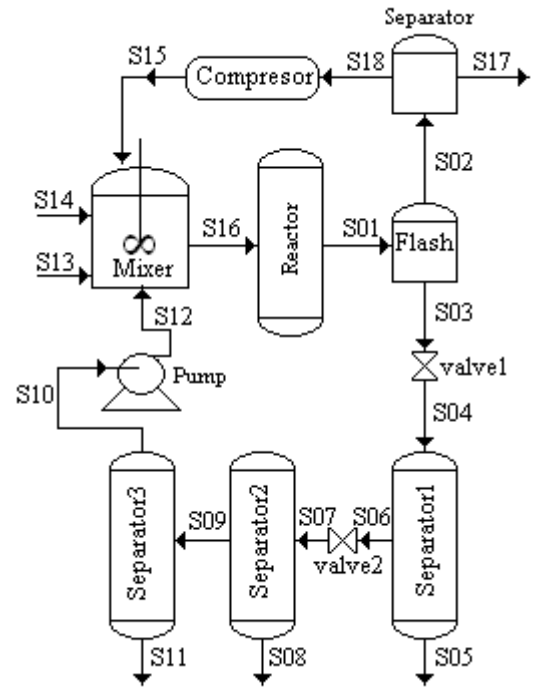 Separator
S15
Compresor
S18
S17
S02
S14
S13
Mixer
S16
Reactor
S01
Flash
S03
S12
S10
Pump
valve1
S04
Separator3
S09
Separator2
S07
S06
valve2
Separator1
S11
S08
S05